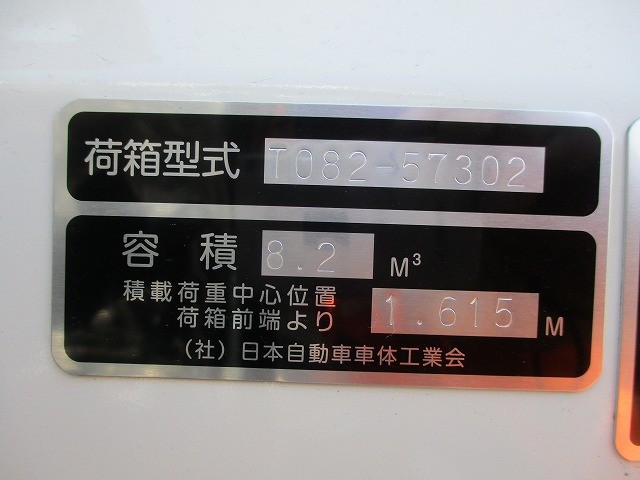 荷箱型式 T082-57302
容積 8.2 M³
積載荷重中心位置
荷箱前端より 1.615 M
（社）日本自動車車体工業会